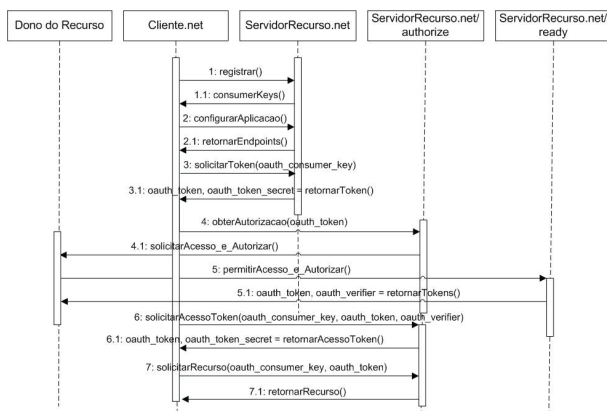 Dono do Recurso
Cliente.net
ServidorRecurso.net
ServidorRecurso.net/
authorize
ServidorRecurso.net/
ready
1: registrar()
1.1: consumerKeys()
2: configurarAplicacao()
2.1: retornarEndpoints()
3: solicitarToken(oauth_consumer_key)
3.1: oauth_token, oauth_token_secret = retornarToken()
4: obterAutorizacao(oauth_token)
4.1: solicitarAcesso_e_Autorizar()
5: permitirAcesso_e_Autorizar()
5.1: oauth_token, oauth_verifier = retornarTokens()
6: solicitarAcessoToken(oauth_consumer_key, oauth_token, oauth_verifier)
6.1: oauth_token, oauth_token_secret = retornarAcessoToken()
7: solicitarRecurso(oauth_consumer_key, oauth_token)
7.1: retornarRecurso()